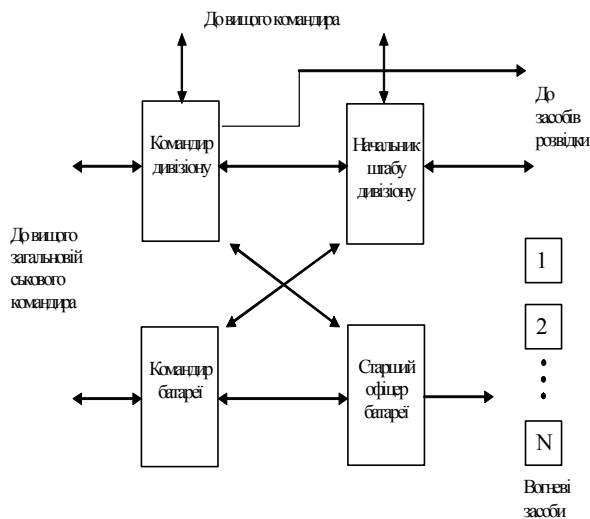 До вищого командира
До
засобів
розвідки
Командир
дивізіону
Начальник
штабу
дивізіону
До вищого
загальновій
ськового
командира
1
2
Командир
батареї
Старший
офіцер
батареї
N
Вогневі
засоби